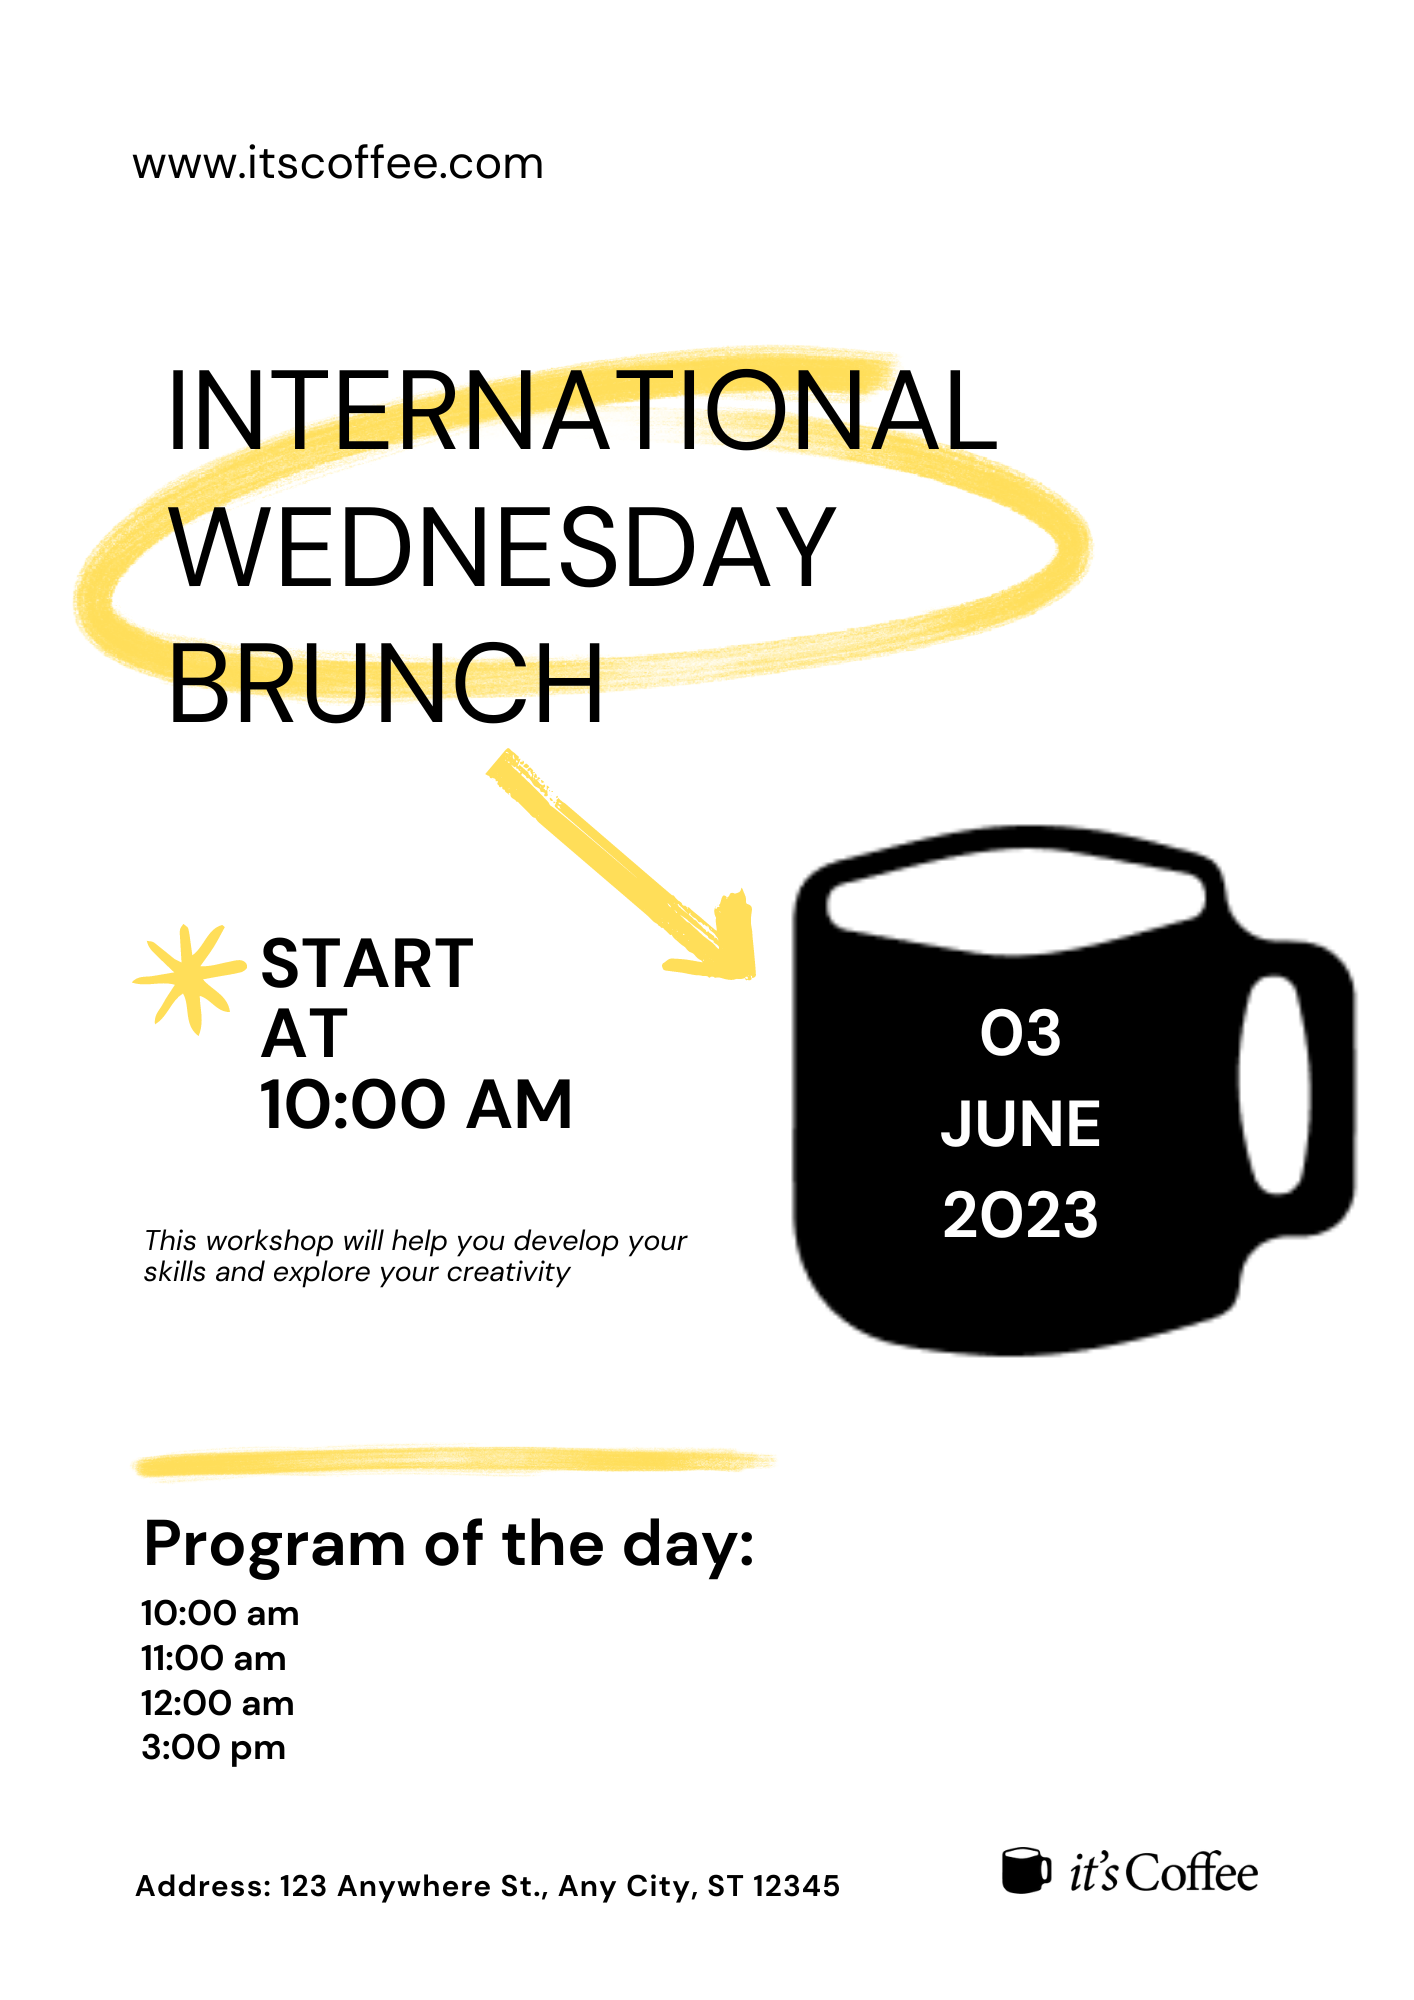 www.itscoffee.com
INTERNATIONAL
WEDNESDAY
BRUNCH
START
AT
10:00 AM
03
JUNE
2023
This workshop will help you develop your
skills and explore your creativity
Program of the day:
10:00 am
11:00 am
12:00 am
3:00 pm
Address: 123 Anywhere St., Any City, ST 12345
it's Coffee